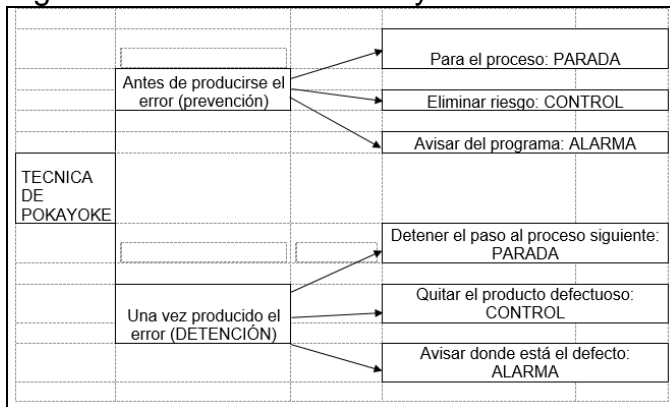 Para el proceso: PARADA
Antes de producirse el
error (prevención)
Eliminar riesgo: CONTROL
Avisar del programa: ALARMA
TECNICA
DE
POKAYOKE
Detener el paso al proceso siguiente:
PARADA
Una vez producido el
error (DETENCIÓN)
Quitar el producto defectuoso:
CONTROL
Avisar donde está el defecto:
ALARMA